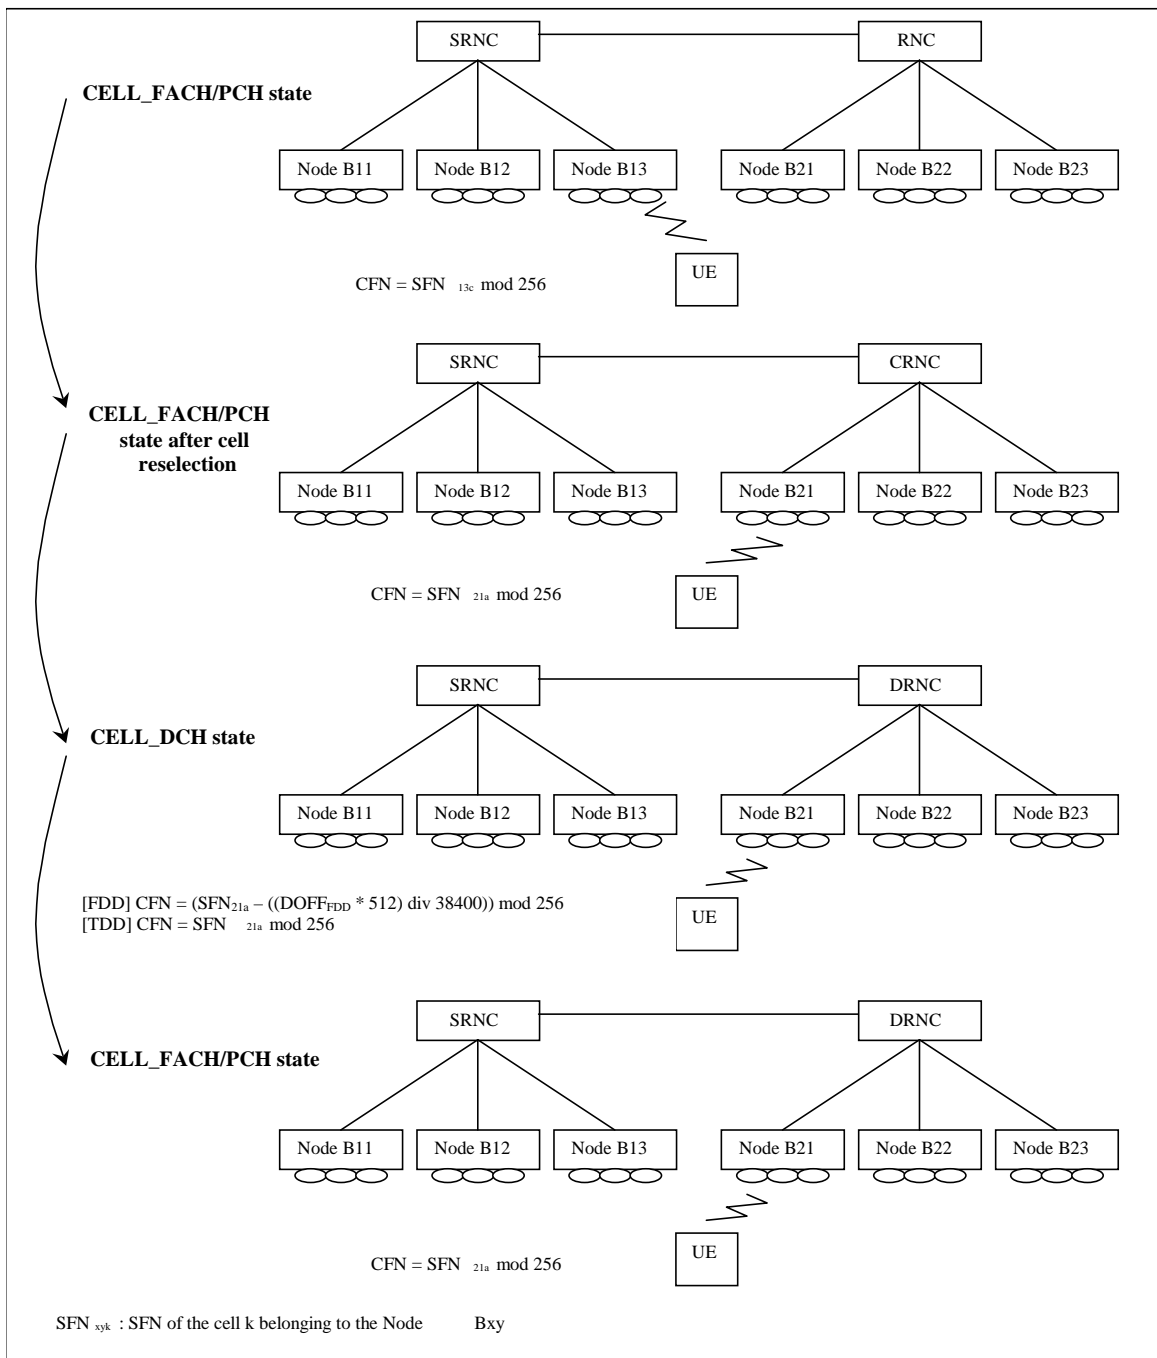 SRNC RNC
CELL_FACH/PCH state
Node B11 Node B12 Node B13 Node B21 Node B22 Node B23
UE
CFN = SFN 13c mod 256
SRNC CRNC
CELL_FACH/PCH
state after cell
reselection
Node B11 Node B12 Node B13 Node B21 Node B22 Node B23
CFN = SFN 21a mod 256
UE
SRNC DRNC
CELL_DCH state
Node B11 Node B12 Node B13 Node B21 Node B22 Node B23
[FDD] CFN = (SFN21a – ((DOFFFDD * 512) div 38400)) mod 256
[TDD] CFN = SFN 21a mod 256
UE
SRNC DRNC
CELL_FACH/PCH state
Node B11 Node B12 Node B13 Node B21 Node B22 Node B23
UE
CFN = SFN 21a mod 256
SFN xyk : SFN of the cell k belonging to the Node Bxy